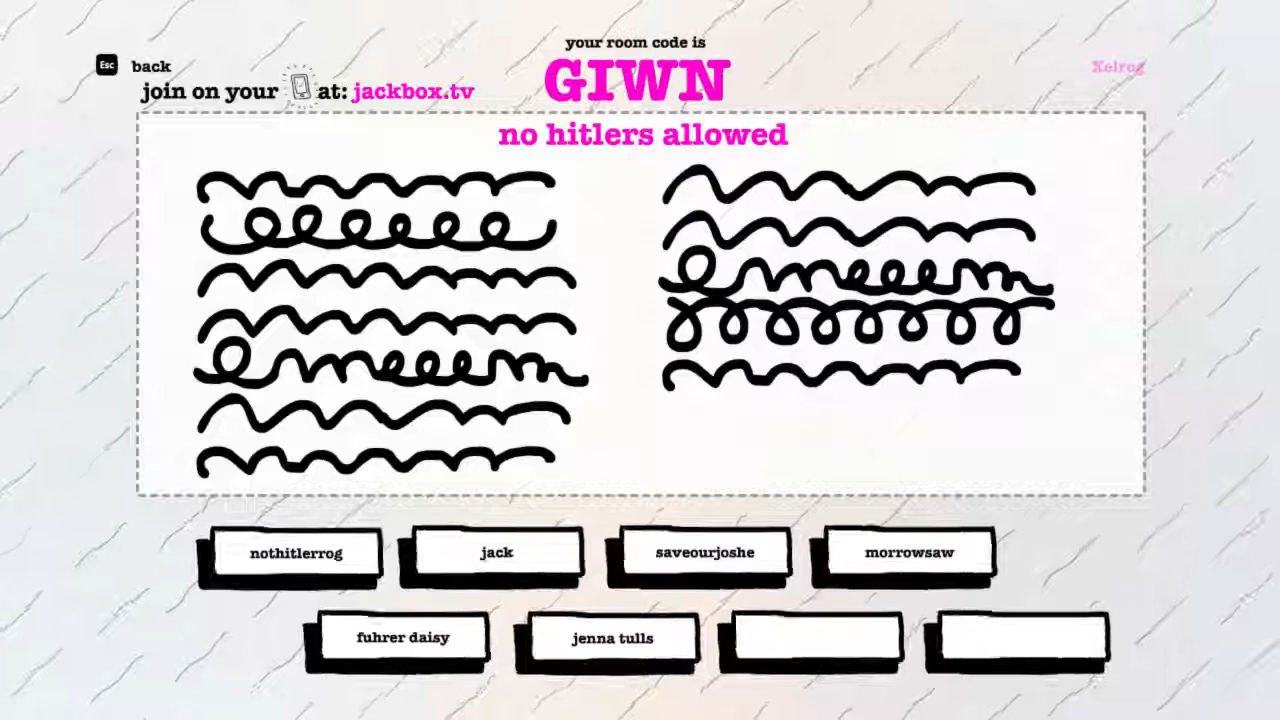 your room code is
Esc back
GIWN
Xelrog
join on your at: jackbox.tv
no hitlers allowed
nothitlerrog
jack
saveourjoshe
morrowsaw
fuhrer daisy
jenna tulls